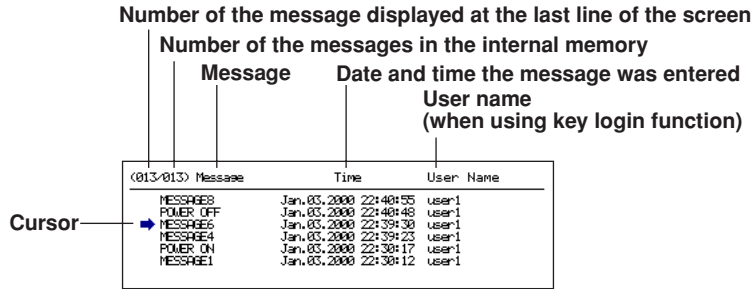 Number of the message displayed at the last line of the screen
Number of the messages in the internal memory
Message Date and time the message was entered
User name
(when using key login function)
(013/013) Message Time User Name
MESSAGE8 Jan.03.2000 22:40:55 user1
POWER OFF Jan.03.2000 22:40:48 user1
Cursor MESSAGE6 Jan.03.2000 22:39:30 user1
MESSAGE4 Jan.03.2000 22:39:23 user1
POWER ON Jan.03.2000 22:30:17 user1
MESSAGE1 Jan.03.2000 22:30:12 user1